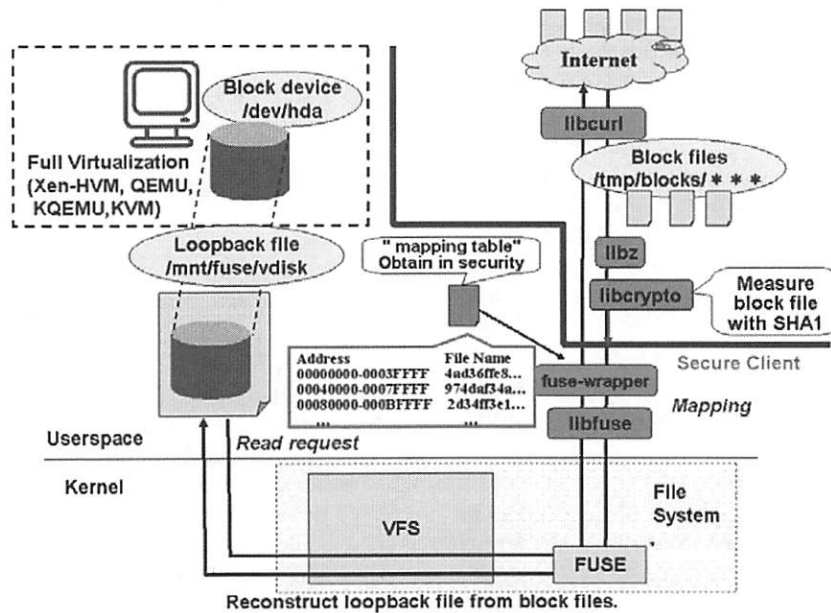 Internet
Block device
/dev/hda
libcurl
Full Virtualization
(Xen-HVM, QEMU,
KQEMU,KVM)
Block files
/tmp/blocks/ * * *
Loopback file
/mnt/fuse/vdisk
" mapping table"
Obtain in security
libz
libcrypto
Measure
block file
with SHA1
Address File Name
00000000-0003FFFF 4ad36ffe8...
00040000-0007FFFF 974daf34a...
00080000-000BFFFF 2d34ff3e1...
... ...
Secure Client
fuse-wrapper
Mapping
libfuse
Userspace
Read request
Kernel
VFS
File
System
FUSE
Reconstruct loopback file from block files.